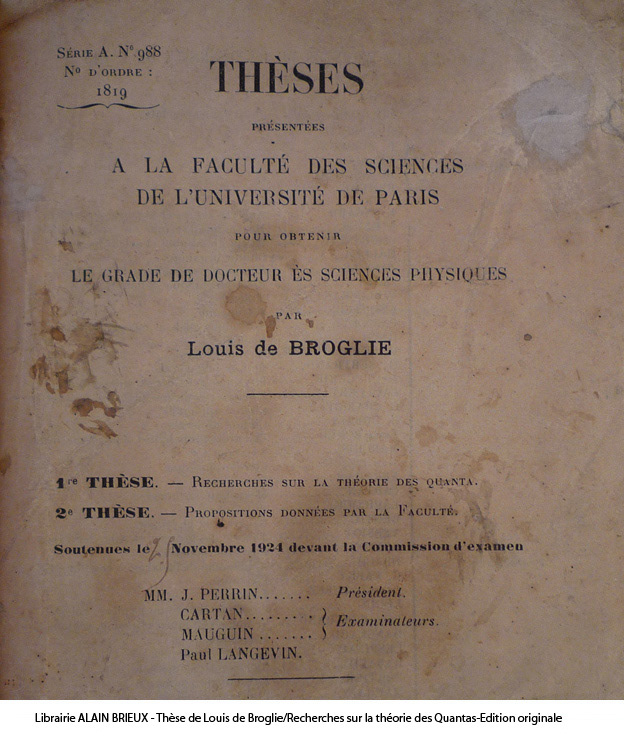 SÉRIE A. Nº 988
Nº D'ORDRE :
1819
THÈSES
PRÉSENTÉES
A LA FACULTÉ DES SCIENCES
DE L'UNIVERSITÉ DE PARIS
POUR OBTENIR
LE GRADE DE DOCTEUR ÈS SCIENCES PHYSIQUES
PAR
Louis de BROGLIE
1re THÈSE. — RECHERCHES SUR LA THÉORIE DES QUANTA.
2e THÈSE. — PROPOSITIONS DONNÉES PAR LA FACULTÉ.
Soutenues le 25 Novembre 1924 devant la Commission d'examen
MM. J. PERRIN....... Président.
CARTAN.........
MAUGUIN ....... } Examinateurs.
Paul LANGEVIN.
Librairie ALAIN BRIEUX - Thèse de Louis de Broglie/Recherches sur la théorie des Quantas-Edition originale